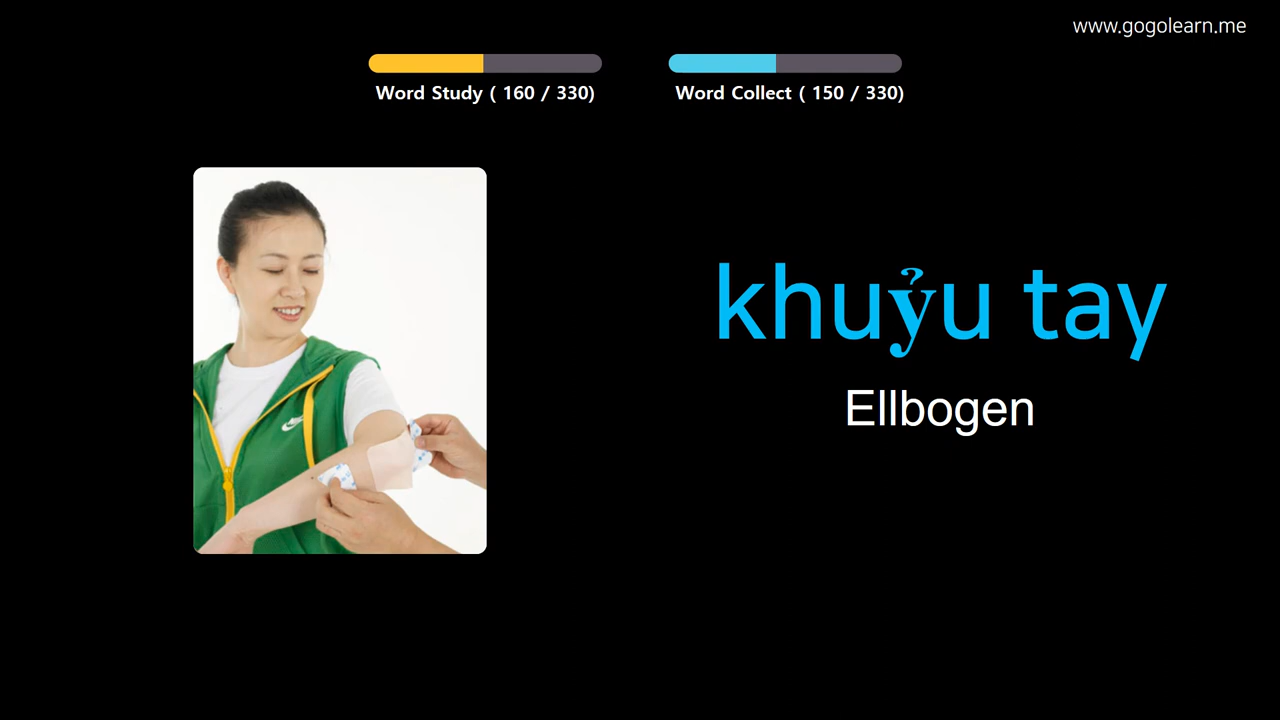 www.gogolearn.me
Word Study ( 160 / 330)
Word Collect ( 150 / 330)
khuỷu tay
Ellbogen